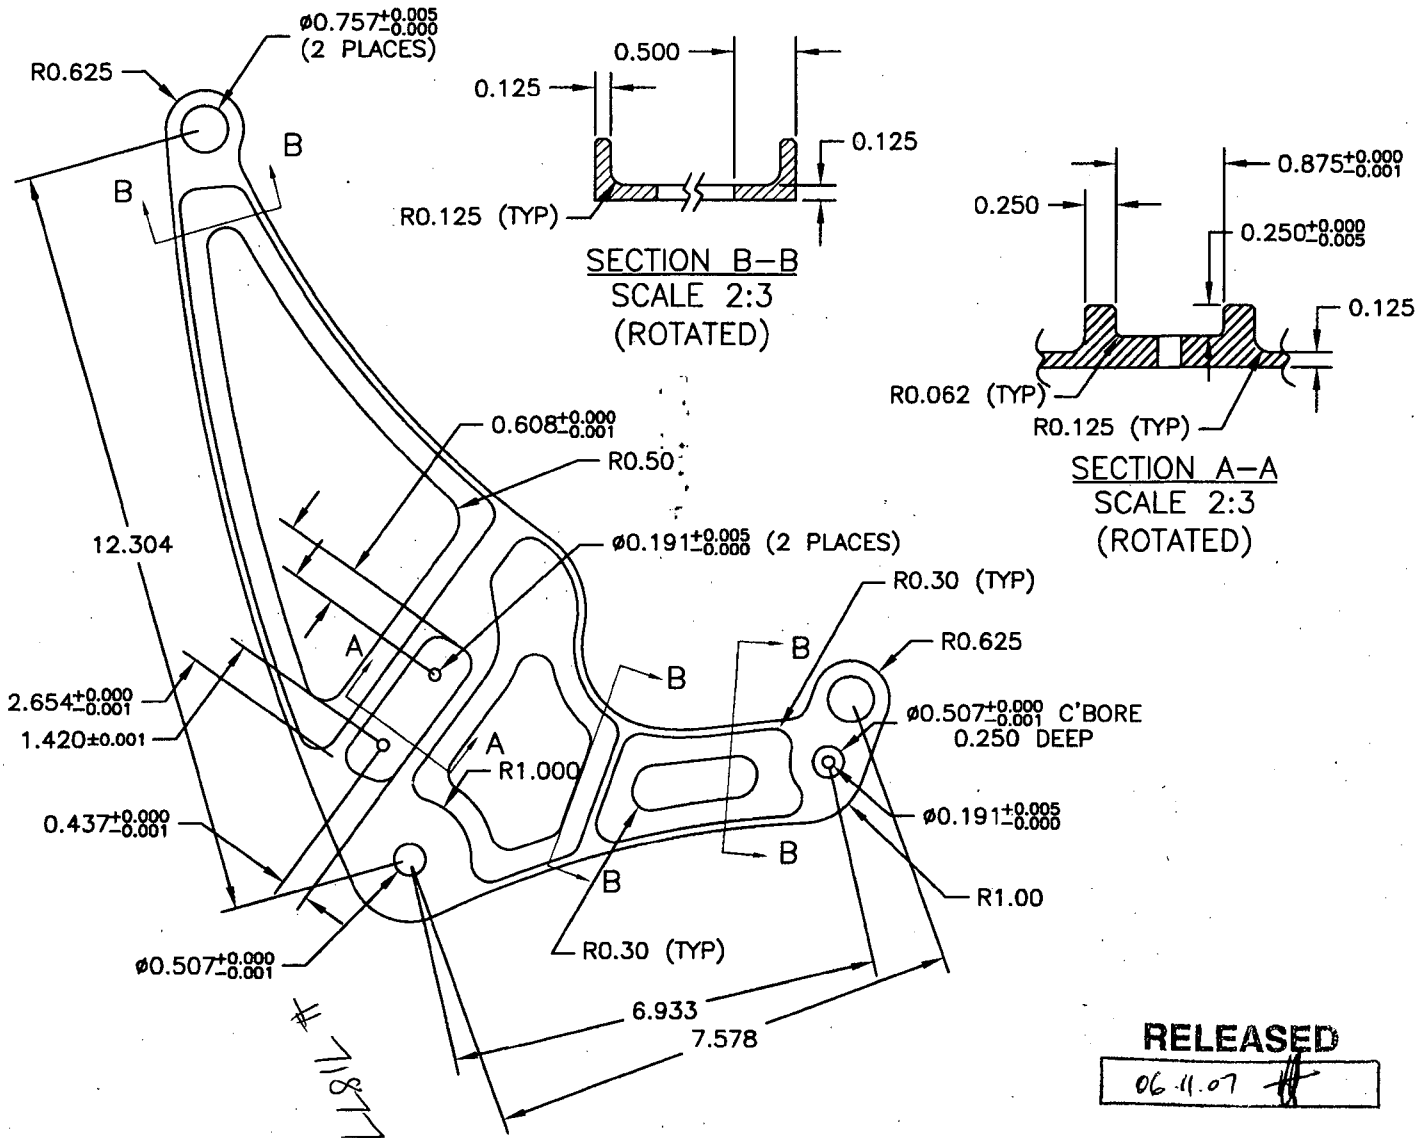 ø0.757+0.005 -0.000
(2 PLACES)
R0.625
B
B
12.304
0.500
0.125
0.125
R0.125 (TYP)
SECTION B-B
SCALE 2:3
(ROTATED)
0.875+0.000 -0.001
0.250
0.250+0.000 -0.005
0.125
R0.062 (TYP)
R0.125 (TYP)
SECTION A-A
SCALE 2:3
(ROTATED)
0.608+0.000 -0.001
R0.50
ø0.191+0.005 -0.000 (2 PLACES)
R0.30 (TYP)
R0.625
A
B
B
2.654+0.000 -0.001
1.420±0.001
A
R1.000
ø0.507+0.000 -0.001 C'BORE
0.250 DEEP
0.437+0.000 -0.001
ø0.191+0.005 -0.000
B
B
R1.00
R0.30 (TYP)
ø0.507+0.000 -0.001
6.933
7.578
RELEASED
06.11.07